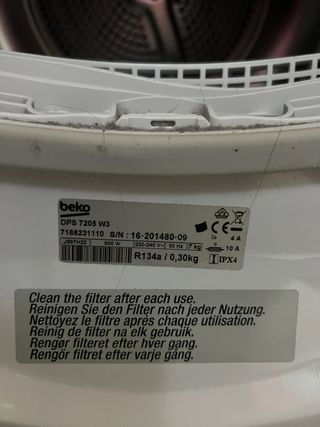 beko
DPS 7205 W3
7188231110 S/N : 16-201480-09
J997H22 900 W 230-240 V~ 50 Hz 7 kg
4 A
10 A
R134a / 0,30kg IPX4
Clean the filter after each use.
Reinigen Sie den Filter nach jeder Nutzung.
Nettoyez le filtre après chaque utilisation.
Reinig de filter na elk gebruik.
Rengør filteret efter hver gang.
Rengör filtret efter varje gång.